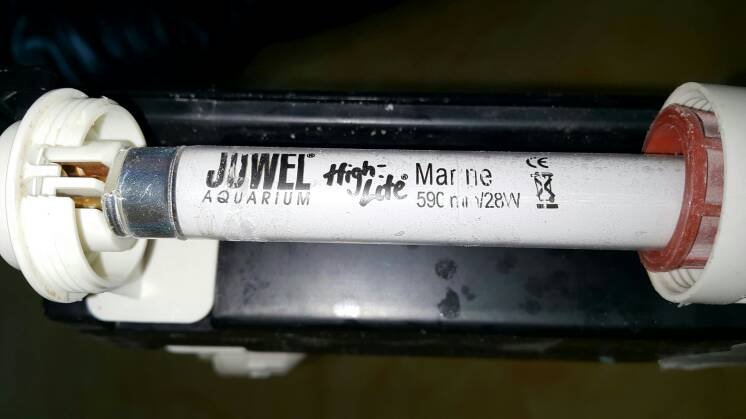 JUWEL®
AQUARIUM
High-Lite®
Marine
590 mm/28W
CE